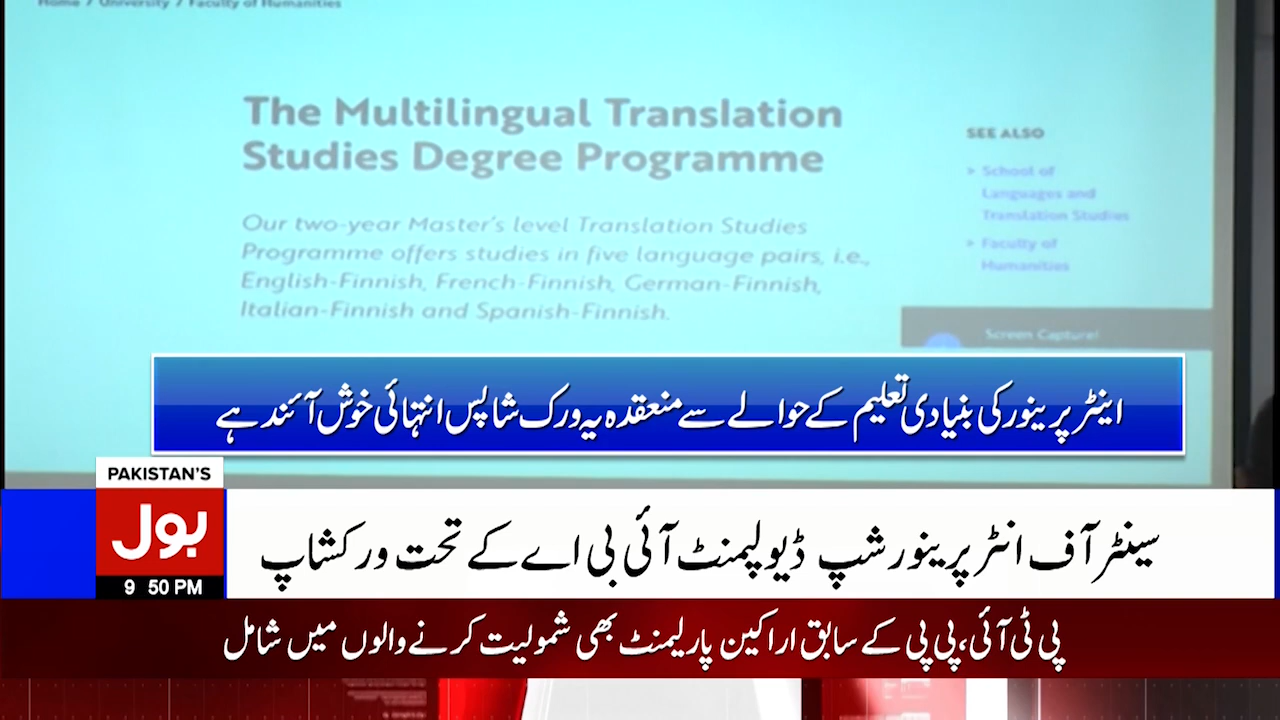 Home / University / Faculty of Humanities
The Multilingual Translation
Studies Degree Programme
Our two-year Master's level Translation Studies
Programme offers studies in five language pairs, i.e.,
English-Finnish, French-Finnish, German-Finnish,
Italian-Finnish and Spanish-Finnish.
SEE ALSO
> School of
Languages and
Translation Studies
> Faculty of
Humanities
Screen Capture!
اینٹر پرینور کی بنیادی تعلیم کے حوالے سے منعقدہ یہ ورک شاپس انتہائی خوش آئند ہے
PAKISTAN'S
بول
9 50 PM
سینٹر آف انٹر پرینور شپ ڈیولپمنٹ آئی بی اے کے تحت ورکشاپ
پی ٹی آئی، پی پی کے سابق اراکین پارلیمنٹ بھی شمولیت کرنے والوں میں شامل